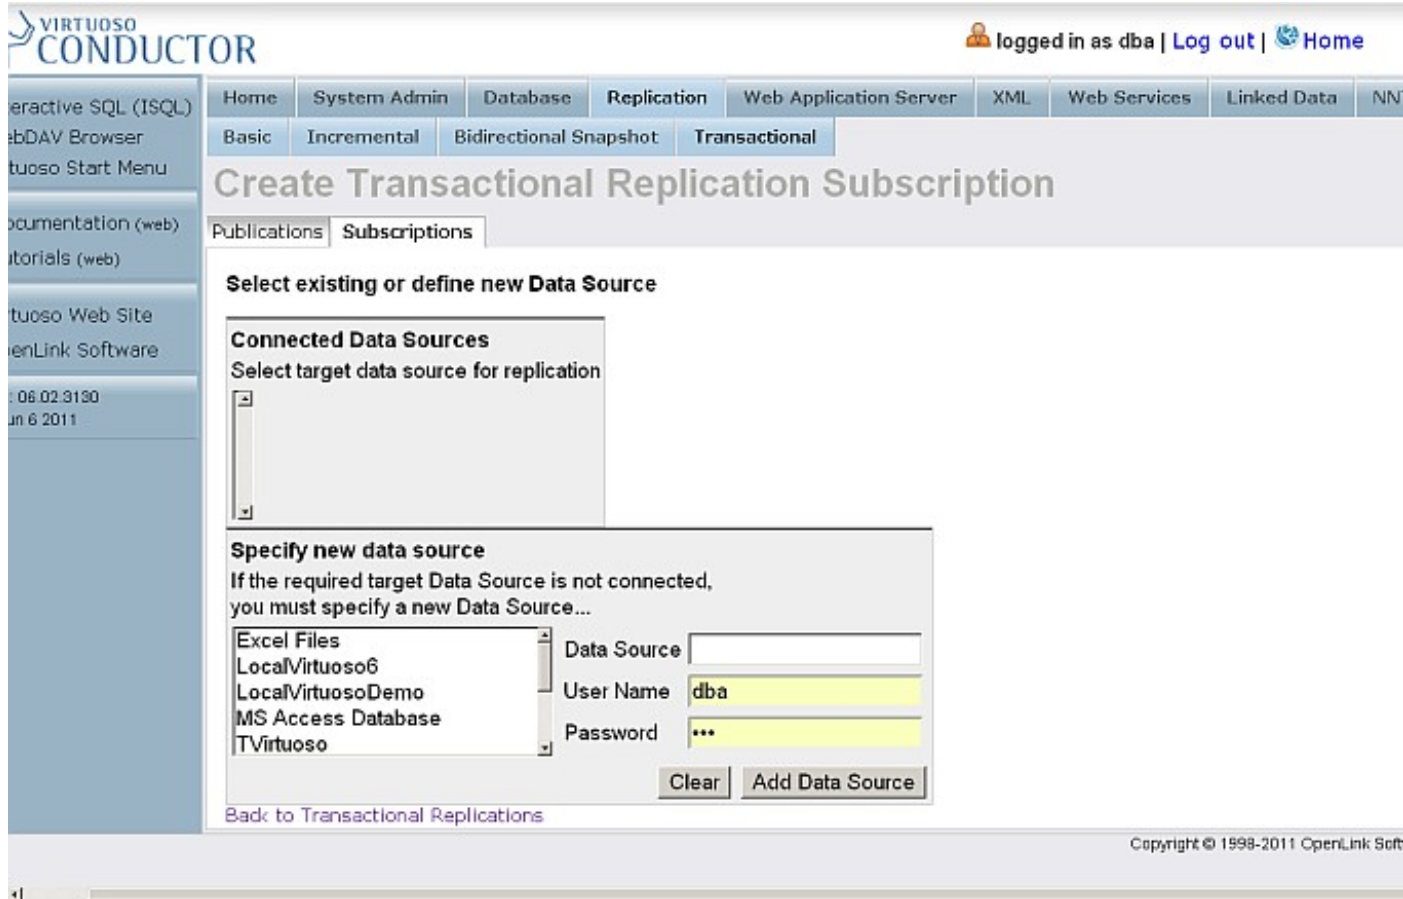 VIRTUOSO
CONDUCTOR
logged in as dba | Log out | Home
teractive SQL (ISQL)
ebDAV Browser
tuoso Start Menu
ocumentation (web)
utorials (web)
rtuoso Web Site
enLink Software
: 06.02.3130
un 6 2011
Home System Admin Database Replication Web Application Server XML Web Services Linked Data NN
Basic Incremental Bidirectional Snapshot Transactional
Create Transactional Replication Subscription
Publications Subscriptions
Select existing or define new Data Source
Connected Data Sources
Select target data source for replication
Specify new data source
If the required target Data Source is not connected,
you must specify a new Data Source...
Excel Files
LocalVirtuoso6
LocalVirtuosoDemo
MS Access Database
TVirtuoso
Data Source
User Name dba
Password •••
Clear Add Data Source
Back to Transactional Replications
Copyright © 1998-2011 OpenLink Soft